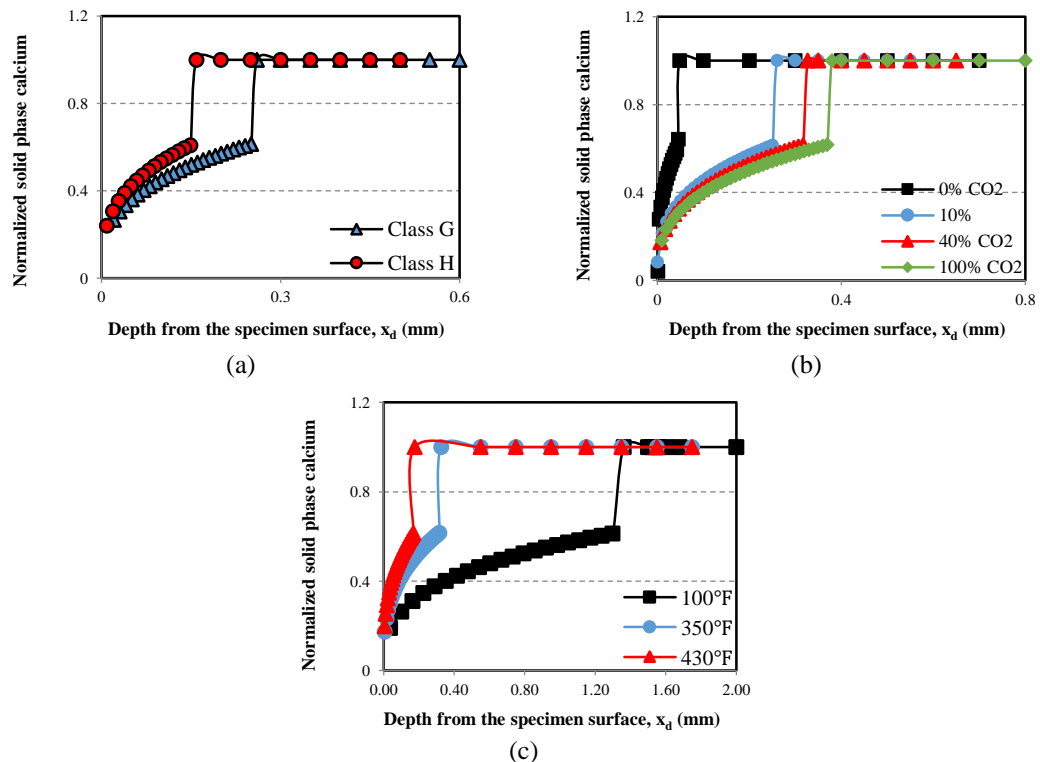 1.2
0.8
0.4
0
0
0.3
0.6
Normalized solid phase calcium
Depth from the specimen surface, x_d (mm)
Class G
Class H
(a)
1.2
0.8
0.4
0
0
0.4
0.8
Normalized solid phase calcium
Depth from the specimen surface, x_d (mm)
0% CO2
10%
40% CO2
100% CO2
(b)
1.2
0.8
0.4
0
0.00
0.40
0.80
1.20
1.60
2.00
Normalized solid phase calcium
Depth from the specimen surface, x_d (mm)
100°F
350°F
430°F
(c)